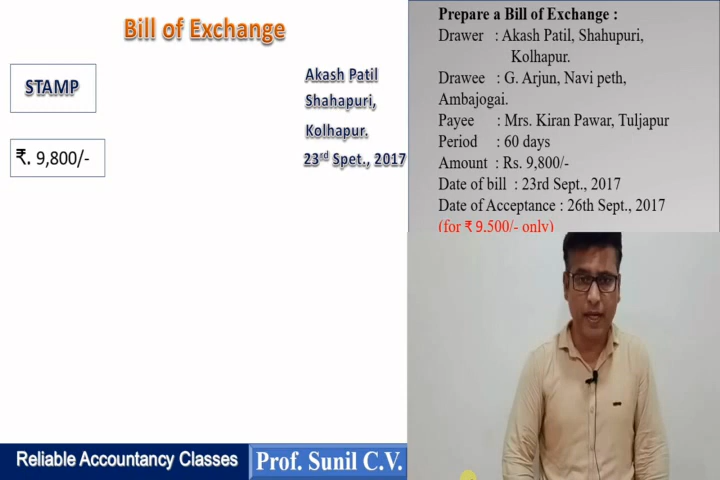 Bill of Exchange
STAMP
Akash Patil
Shahapuri,
Kolhapur.
23rd Spet., 2017
₹. 9,800/-
Prepare a Bill of Exchange :
Drawer : Akash Patil, Shahupuri,
Kolhapur.
Drawee : G. Arjun, Navi peth,
Ambajogai.
Payee : Mrs. Kiran Pawar, Tuljapur
Period : 60 days
Amount : Rs. 9,800/-
Date of bill : 23rd Sept., 2017
Date of Acceptance : 26th Sept., 2017
(for ₹ 9,500/- only)
Reliable Accountancy Classes
Prof. Sunil C.V.